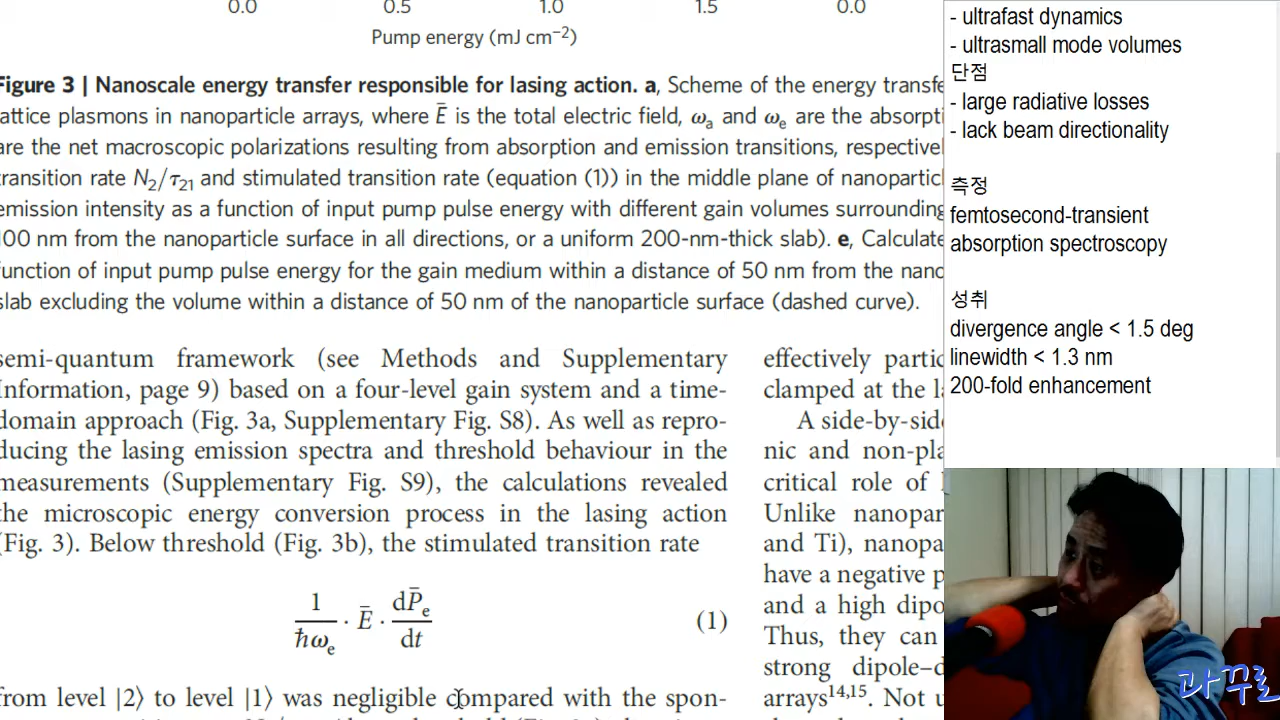 0.0 0.5 1.0 1.5 0.0
Pump energy (mJ cm⁻²)
Figure 3 | Nanoscale energy transfer responsible for lasing action. a, Scheme of the energy transfe
lattice plasmons in nanoparticle arrays, where Ē is the total electric field, ωa and ωe are the absorpti
are the net macroscopic polarizations resulting from absorption and emission transitions, respectivel
transition rate N₂/τ₂₁ and stimulated transition rate (equation (1)) in the middle plane of nanoparticl
emission intensity as a function of input pump pulse energy with different gain volumes surrounding
100 nm from the nanoparticle surface in all directions, or a uniform 200-nm-thick slab). e, Calculate
function of input pump pulse energy for the gain medium within a distance of 50 nm from the nano
slab excluding the volume within a distance of 50 nm of the nanoparticle surface (dashed curve).
semi-quantum framework (see Methods and Supplementary
Information, page 9) based on a four-level gain system and a time-
domain approach (Fig. 3a, Supplementary Fig. S8). As well as repro-
ducing the lasing emission spectra and threshold behaviour in the
measurements (Supplementary Fig. S9), the calculations revealed
the microscopic energy conversion process in the lasing action
(Fig. 3). Below threshold (Fig. 3b), the stimulated transition rate
1/ħωe · Ē · dP̄e/dt (1)
from level |2⟩ to level |1⟩ was negligible compared with the spon-
effectively partic
clamped at the la
A side-by-side
nic and non-pla
critical role of l
Unlike nanopar
and Ti), nanopa
have a negative p
and a high dipo
Thus, they can
strong dipole–d
arrays¹⁴,¹⁵. Not u
- ultrafast dynamics
- ultrasmall mode volumes
단점
- large radiative losses
- lack beam directionality
측정
femtosecond-transient
absorption spectroscopy
성취
divergence angle < 1.5 deg
linewidth < 1.3 nm
200-fold enhancement
과꾸로